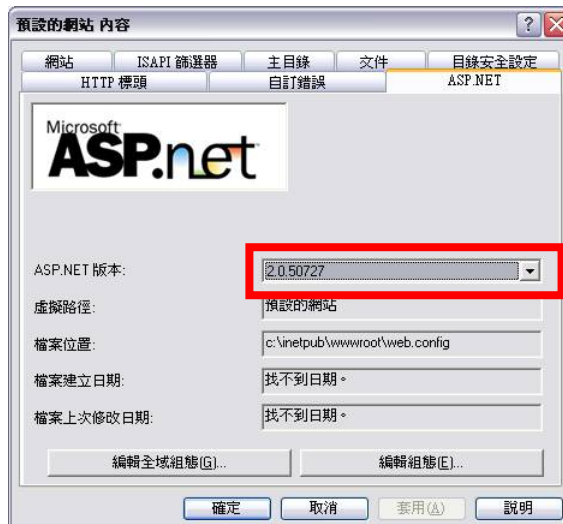 預設的網站 內容
網站 ISAPI 篩選器 主目錄 文件 目錄安全設定
HTTP 標頭 自訂錯誤 ASP.NET
Microsoft
ASP.net
ASP.NET 版本: 2.0.50727
虛擬路徑: 預設的網站
檔案位置: c:\inetpub\wwwroot\web.config
檔案建立日期: 找不到日期。
檔案上次修改日期: 找不到日期。
編輯全域組態(G)... 編輯組態(E)...
確定 取消 套用(A) 說明